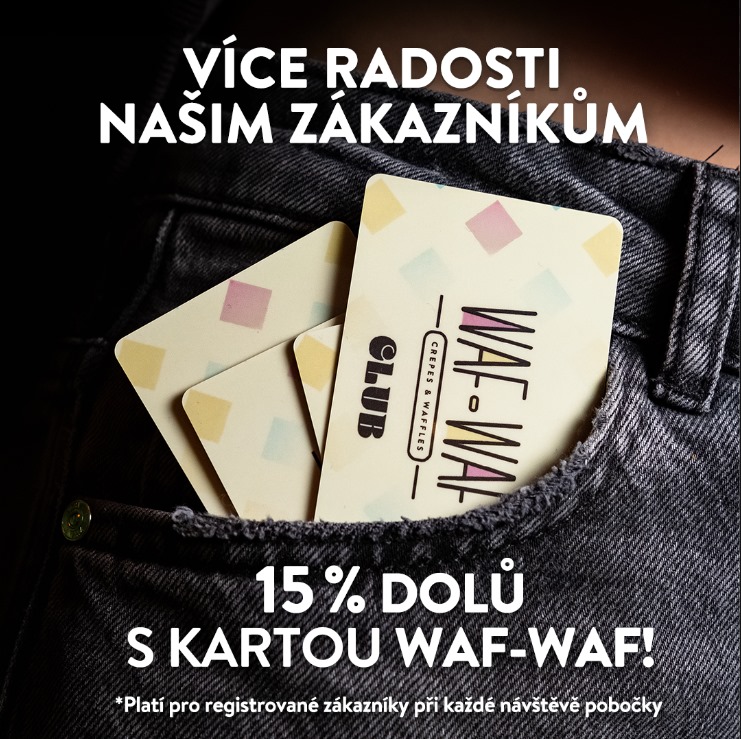 VÍCE RADOSTI
NAŠIM ZÁKAZNÍKŮM
WAF-WAF
CREPES & WAFFLES
CLUB
15 % DOLŮ
S KARTOU WAF-WAF!
*Platí pro registrované zákazníky při každé návštěvě pobočky